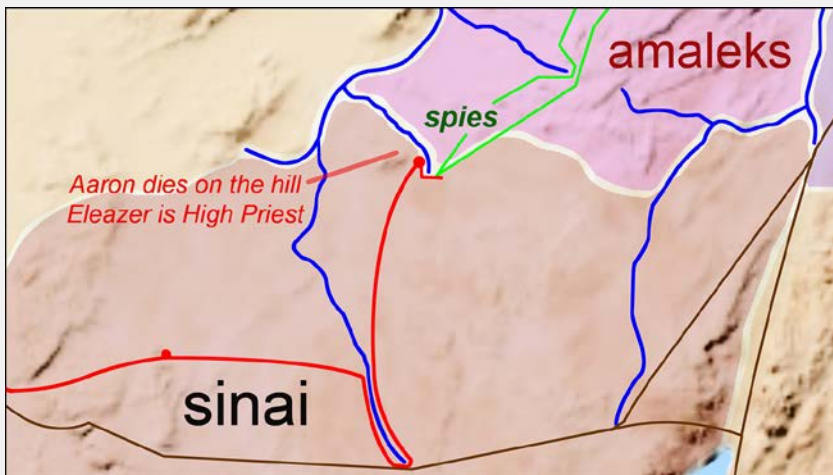 amaleks
spies
Aaron dies on the hill
Eleazer is High Priest
sinai